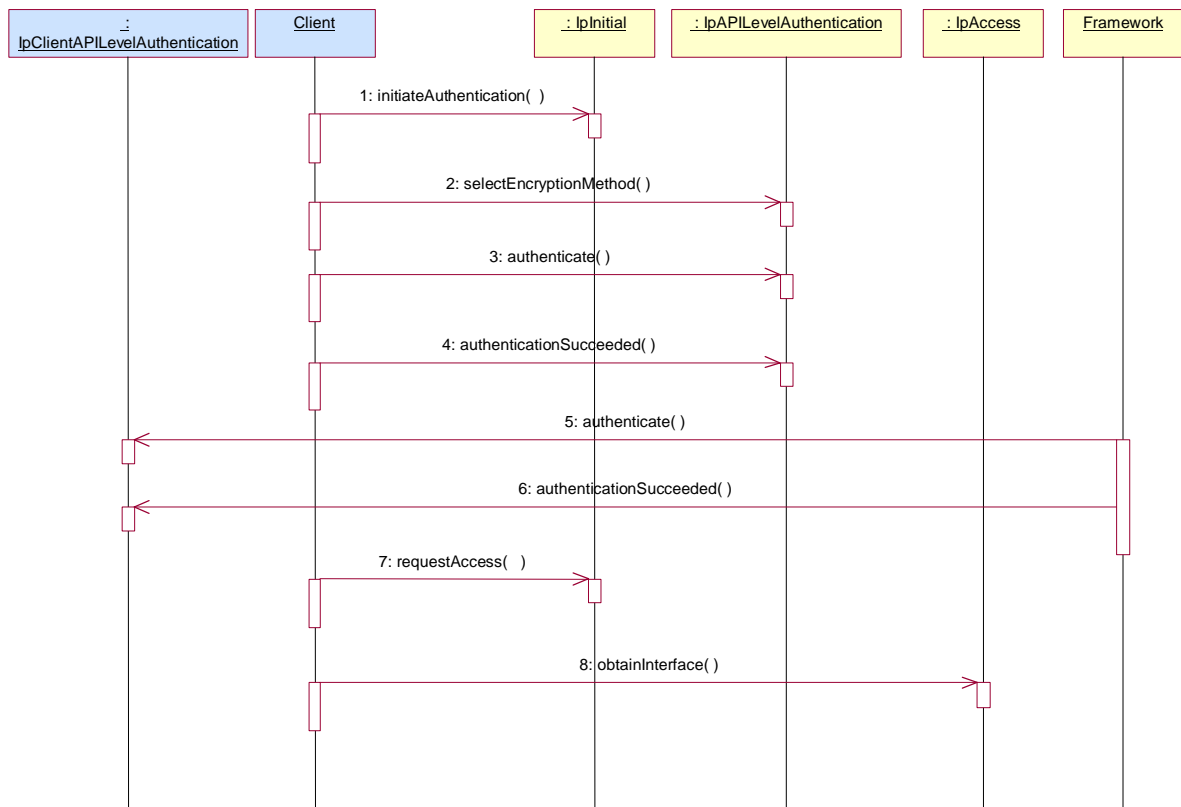 :
IpClientAPILevelAuthentication
Client
: IpInitial
: IpAPILevelAuthentication
: IpAccess
Framework
1: initiateAuthentication( )
2: selectEncryptionMethod( )
3: authenticate( )
4: authenticationSucceeded( )
5: authenticate( )
6: authenticationSucceeded( )
7: requestAccess( )
8: obtainInterface( )